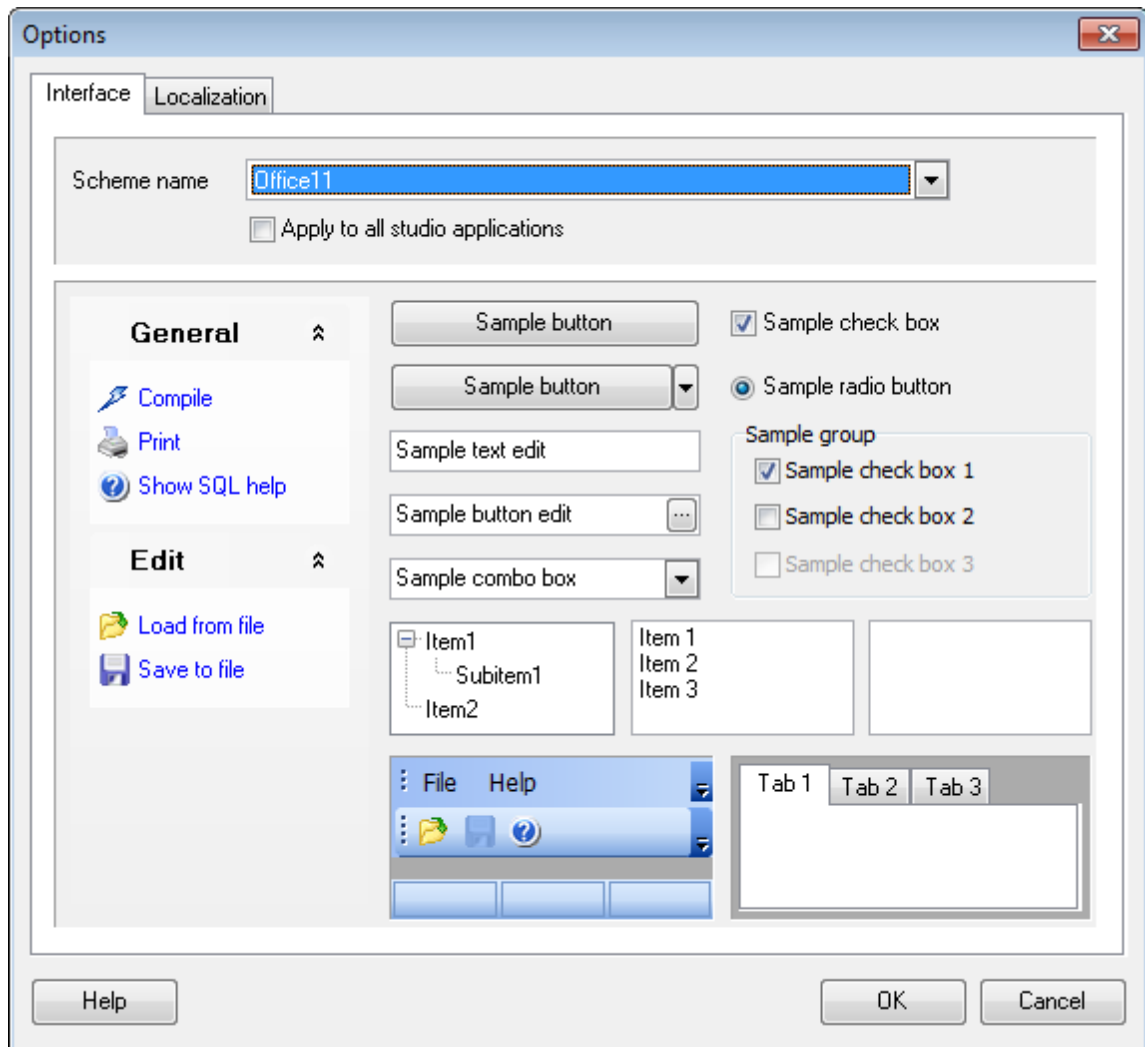 Options
Interface
Localization
Scheme name
Office11
Apply to all studio applications
General
Compile
Print
Show SQL help
Edit
Load from file
Save to file
Sample button
Sample button
Sample text edit
Sample button edit
...
Sample combo box
Sample check box
Sample radio button
Sample group
Sample check box 1
Sample check box 2
Sample check box 3
Item1
Subitem1
Item2
Item 1
Item 2
Item 3
File Help
Tab 1 Tab 2 Tab 3
Help
OK
Cancel